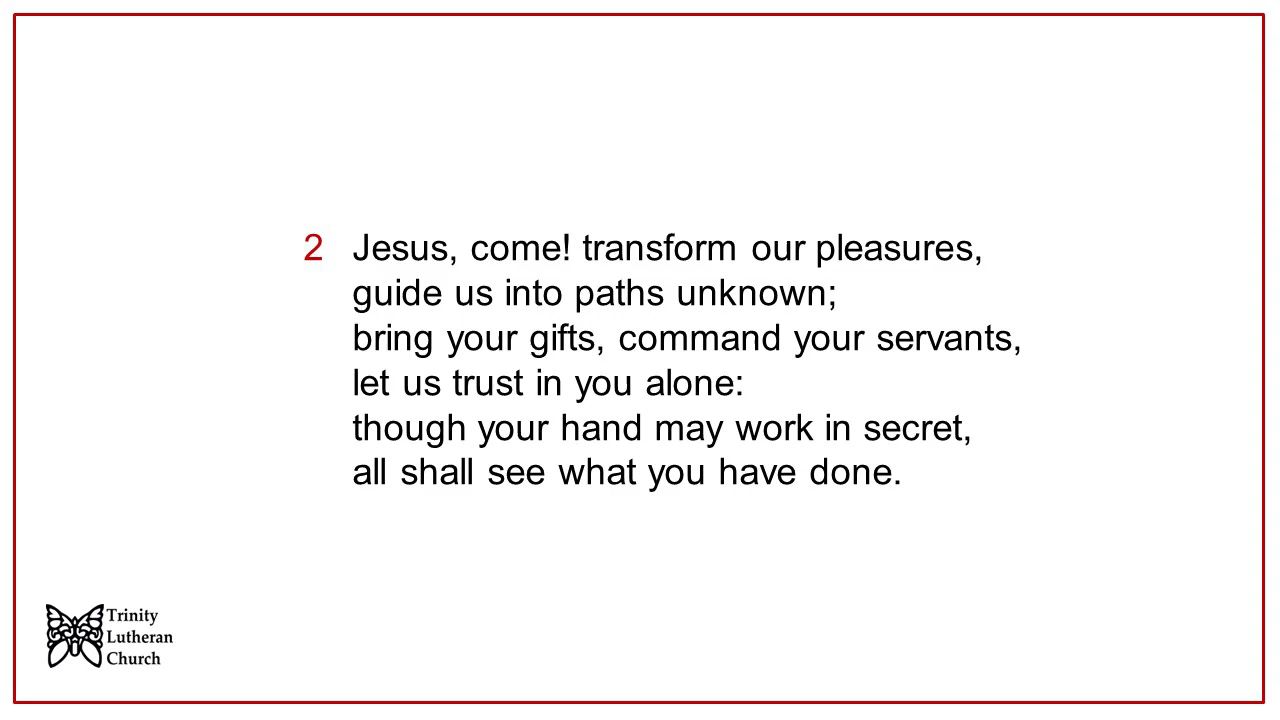 2 Jesus, come! transform our pleasures,
guide us into paths unknown;
bring your gifts, command your servants,
let us trust in you alone:
though your hand may work in secret,
all shall see what you have done.
Trinity
Lutheran
Church